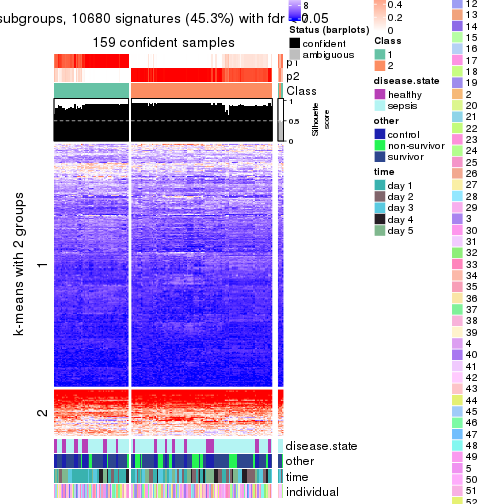 subgroups, 10680 signatures (45.3%) with fdr < 0.05
159 confident samples
p1
p2
Class
1
0.5
0
Silhouette
score
k-means with 2 groups
1
2
disease.state
other
time
individual
8
Status (barplots)
confident
ambiguous
0.4
0.2
0
Class
1
2
disease.state
healthy
sepsis
other
control
non-survivor
survivor
time
day 1
day 2
day 3
day 4
day 5
12
13
14
15
16
17
18
19
2
20
21
22
23
24
25
26
27
28
29
3
30
31
32
33
34
35
36
37
38
39
4
40
41
42
43
44
45
46
47
48
49
5
50
51
52